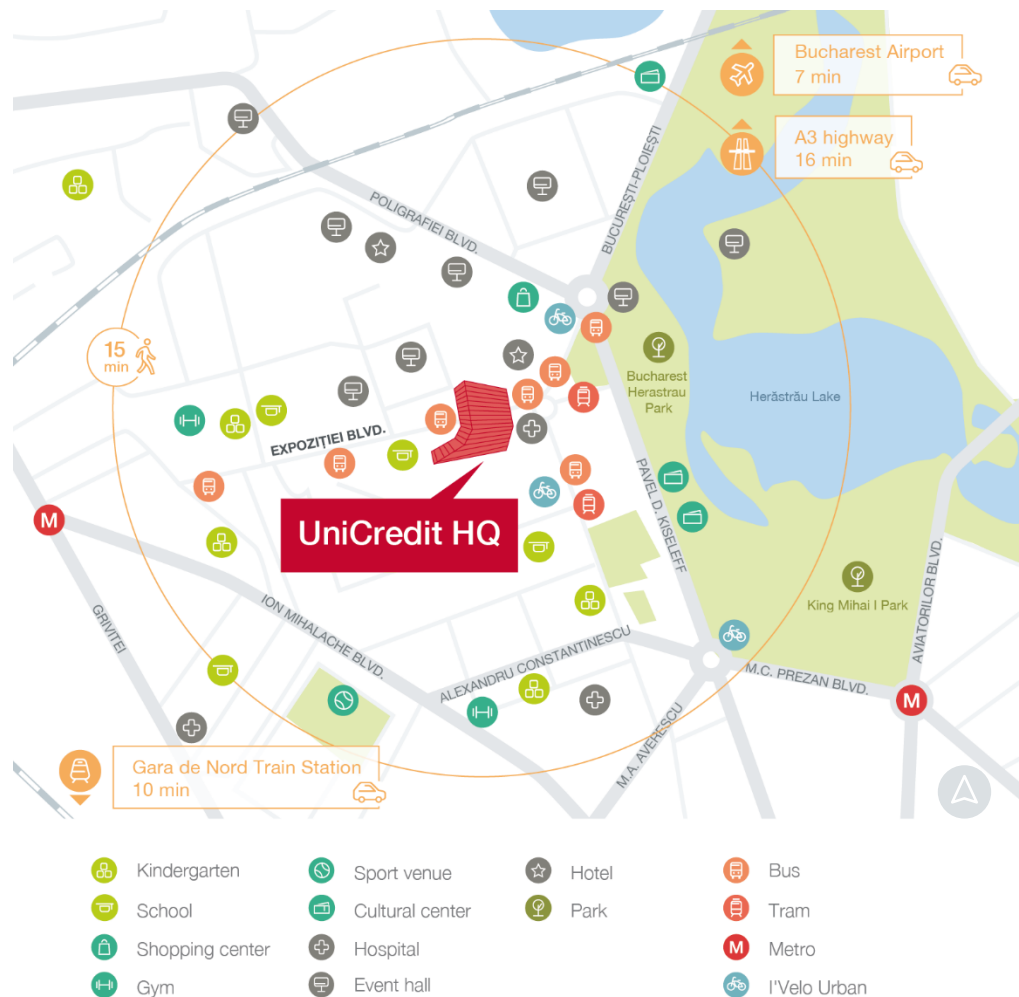 Bucharest Airport
7 min
A3 highway
16 min
BUCUREȘTI-PLOIEȘTI
POLIGRAFIEI BLVD.
15
min
Bucharest
Herastrau
Park
Herăstrău Lake
EXPOZIȚIEI BLVD.
UniCredit HQ
PAVEL D. KISELEFF
M
GRIVITEI
ION MIHALACHE BLVD.
ALEXANDRU CONSTANTINESCU
King Mihai I Park
AVIATORILOR BLVD.
M.C. PREZAN BLVD.
M
M.A. AVERESCU
Gara de Nord Train Station
10 min
Kindergarten
School
Shopping center
Gym
Sport venue
Cultural center
Hospital
Event hall
Hotel
Park
Bus
Tram
M Metro
I'Velo Urban